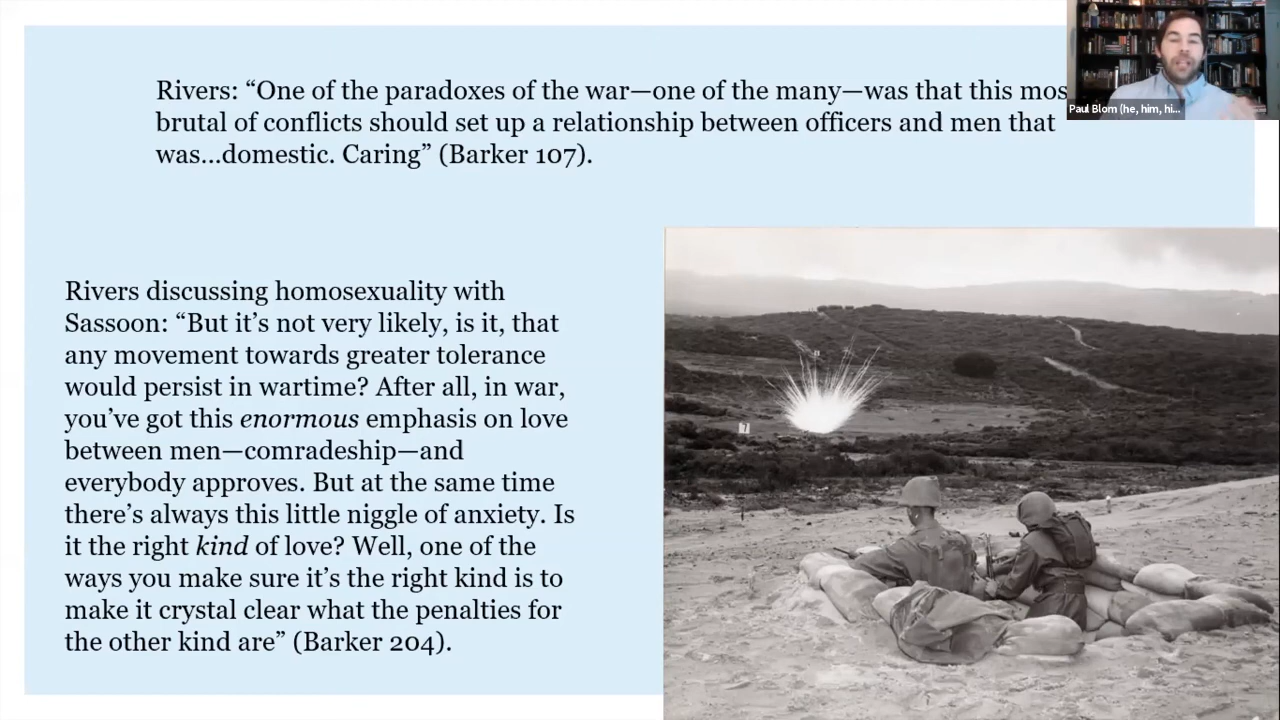 Rivers: “One of the paradoxes of the war—one of the many—was that this mos
brutal of conflicts should set up a relationship between officers and men that
was...domestic. Caring” (Barker 107).
Paul Blom (he, him, hi...
Rivers discussing homosexuality with
Sassoon: “But it’s not very likely, is it, that
any movement towards greater tolerance
would persist in wartime? After all, in war,
you’ve got this enormous emphasis on love
between men—comradeship—and
everybody approves. But at the same time
there’s always this little niggle of anxiety. Is
it the right kind of love? Well, one of the
ways you make sure it’s the right kind is to
make it crystal clear what the penalties for
the other kind are” (Barker 204).
7